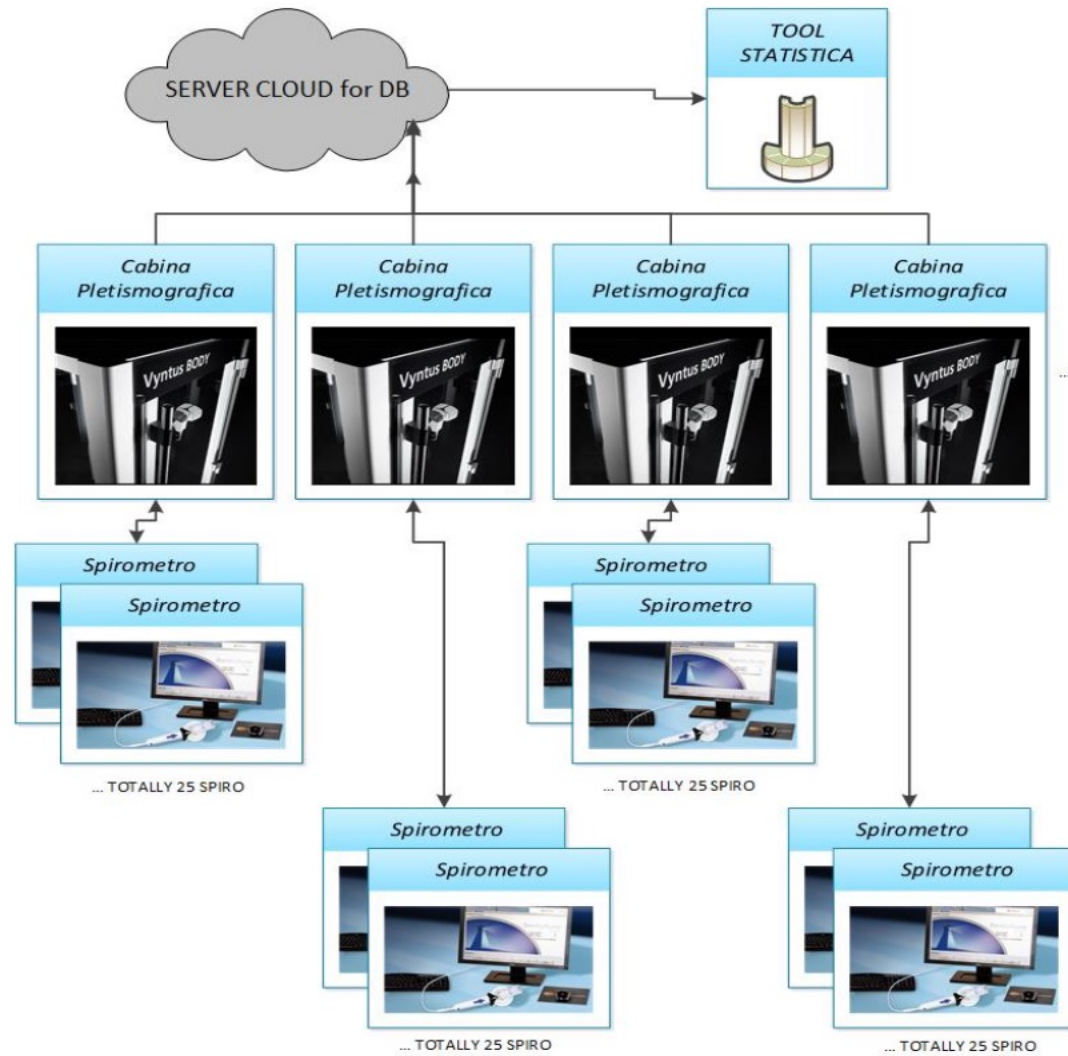 SERVER CLOUD for DB
TOOL
STATISTICA
Cabina
Pletismografica
Cabina
Pletismografica
Cabina
Pletismografica
Cabina
Pletismografica
Vyntus BODY
Vyntus BODY
Vyntus BODY
Vyntus BODY
...
Spirometro
Spirometro
... TOTALLY 25 SPIRO
Spirometro
Spirometro
... TOTALLY 25 SPIRO
Spirometro
Spirometro
... TOTALLY 25 SPIRO
Spirometro
Spirometro
... TOTALLY 25 SPIRO